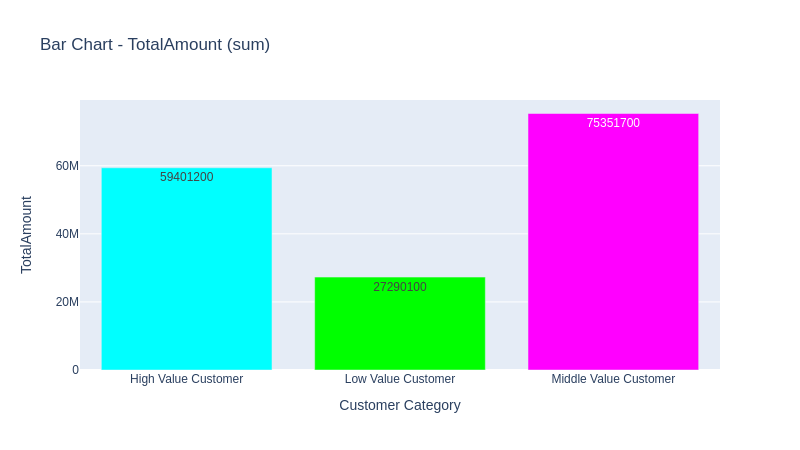 Bar Chart - TotalAmount (sum)
TotalAmount
60M
40M
20M
0
59401200
27290100
75351700
High Value Customer
Low Value Customer
Middle Value Customer
Customer Category